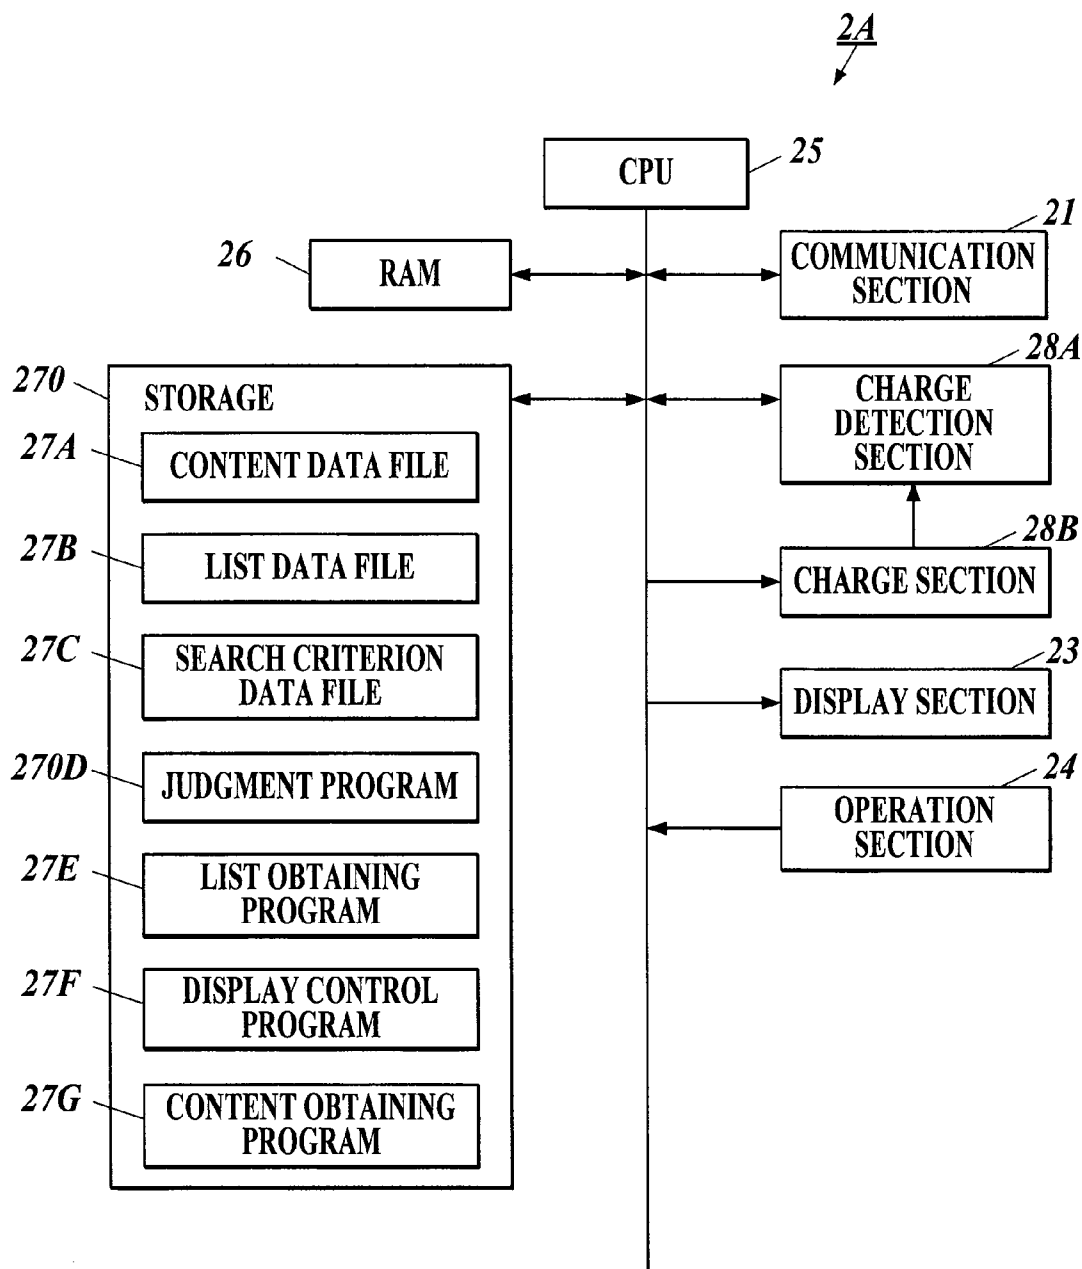 2A
CPU
25
26
RAM
21
COMMUNICATION
SECTION
270
STORAGE
28A
CHARGE
DETECTION
SECTION
27A
CONTENT DATA FILE
27B
LIST DATA FILE
28B
CHARGE SECTION
27C
SEARCH CRITERION
DATA FILE
23
DISPLAY SECTION
270D
JUDGMENT PROGRAM
24
OPERATION
SECTION
27E
LIST OBTAINING
PROGRAM
27F
DISPLAY CONTROL
PROGRAM
27G
CONTENT OBTAINING
PROGRAM